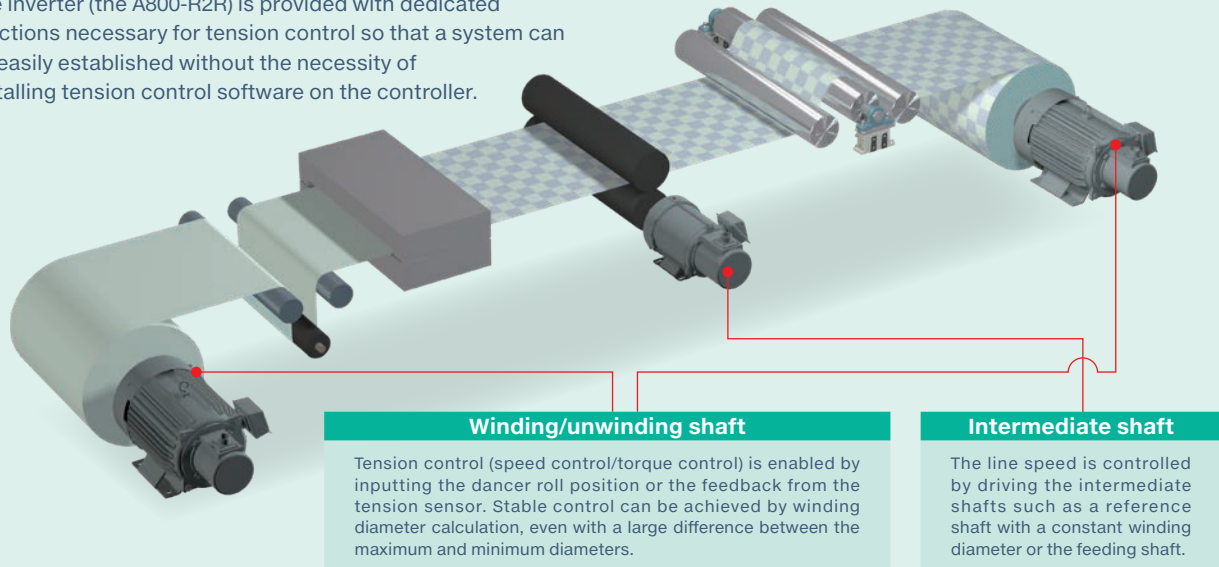 inverter (the A800-R2R) is provided with dedicated
necessary for tension control so that a system can
easily established without the necessity of
tension control software on the controller.
Winding/unwinding shaft
Tension control (speed control/torque control) is enabled by
inputting the dancer roll position or the feedback from the
tension sensor. Stable control can be achieved by winding
diameter calculation, even with a large difference between the
maximum and minimum diameters.
Intermediate shaft
The line speed is controlled
by driving the intermediate
shafts such as a reference
shaft with a constant winding
diameter or the feeding shaft.